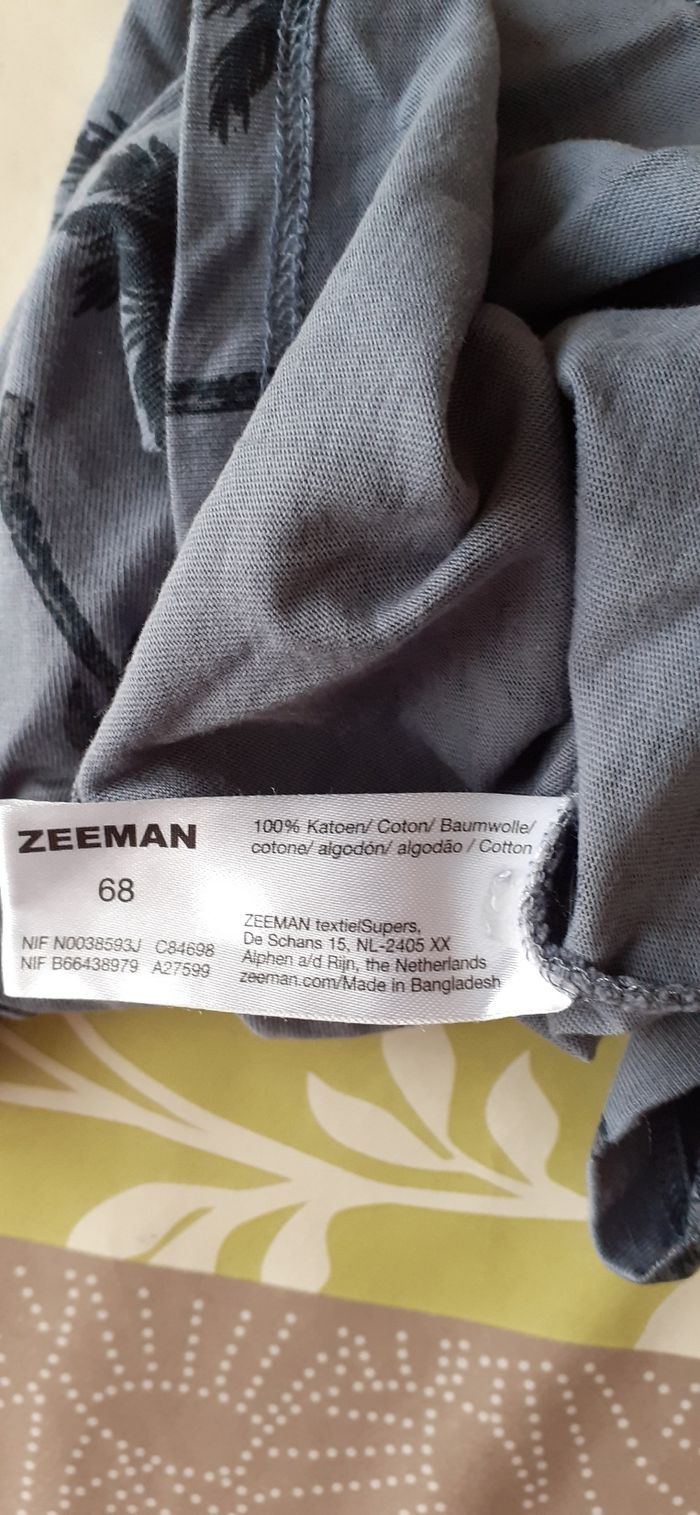 ZEEMAN
68
NIF N0038593J C84698
NIF B66438979 A27599
100% Katoen/ Coton/ Baumwolle/
cotone/ algodón/ algodão / Cotton
ZEEMAN textielSupers,
De Schans 15, NL-2405 XX
Alphen a/d Rijn, the Netherlands
zeeman.com/Made in Bangladesh